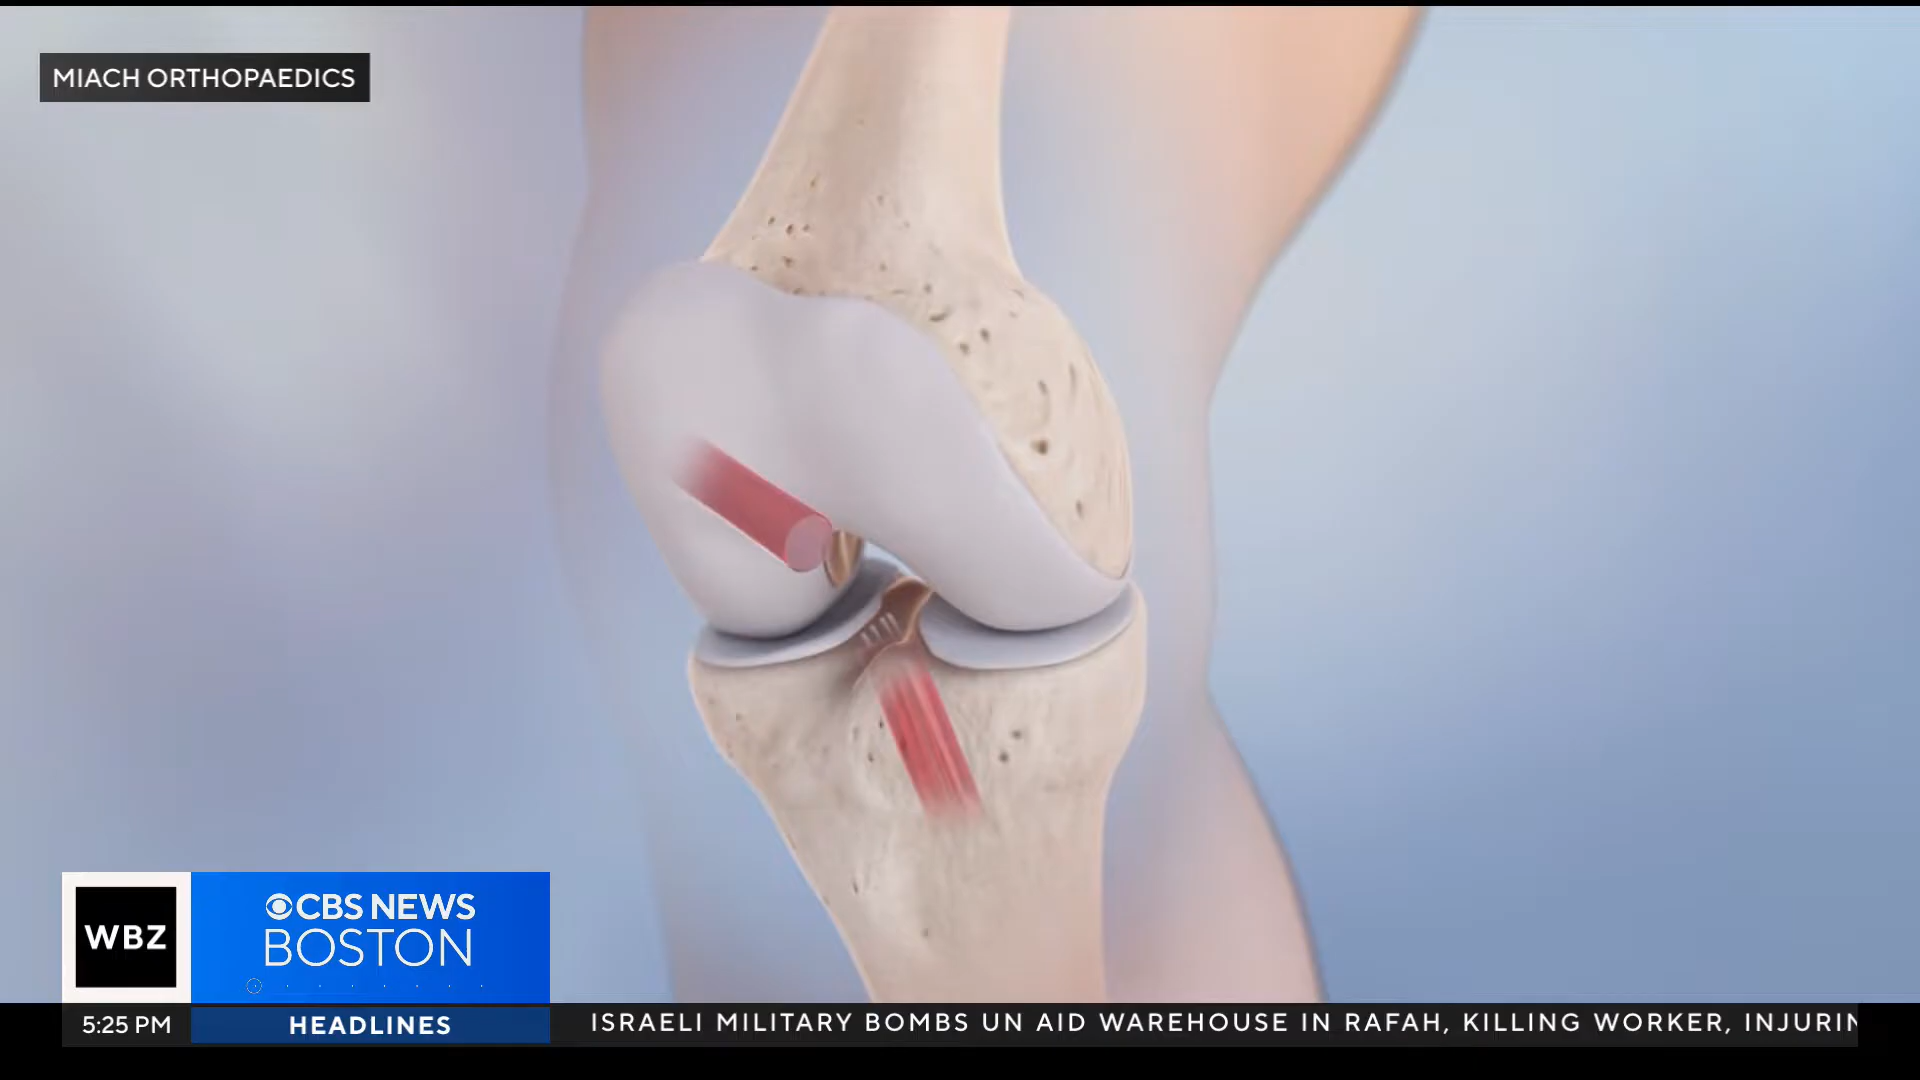 MIACH ORTHOPAEDICS
WBZ
CBS NEWS
BOSTON
5:25 PM
HEADLINES
ISRAELI MILITARY BOMBS UN AID WAREHOUSE IN RAFAH, KILLING WORKER, INJURIN